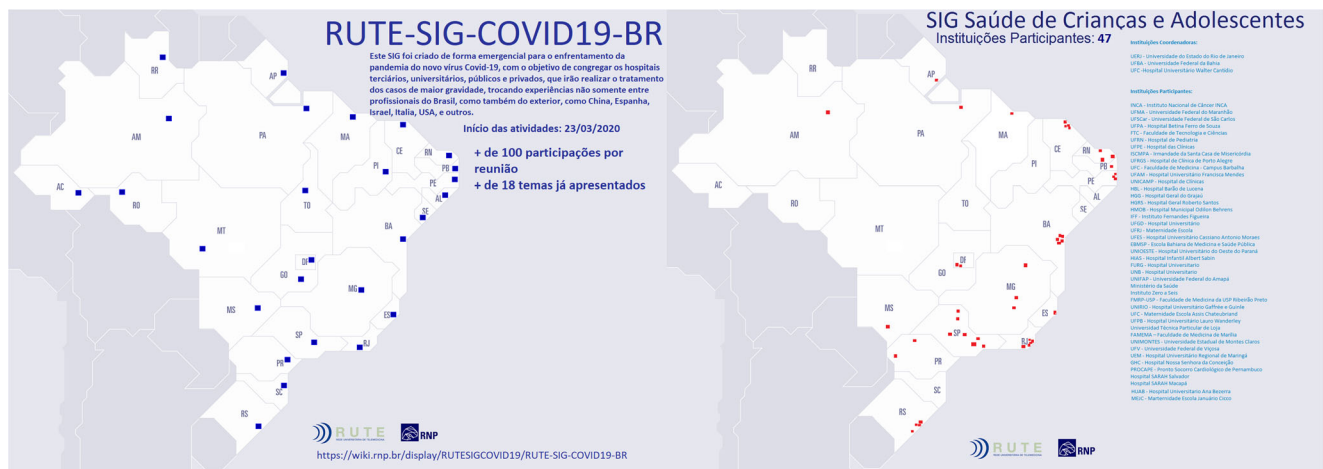 RUTE-SIG-COVID19-BR
Este SIG foi criado de forma emergencial para o enfrentamento da
pandemia do novo vírus Covid-19, com o objetivo de congregar os hospitais
terciários, universitários, públicos e privados, que irão realizar o tratamento
dos casos de maior gravidade, trocando experiências não somente entre
profissionais do Brasil, como também do exterior, como China, Espanha,
Israel, Italia, USA, e outros.
Início das atividades: 23/03/2020
+ de 100 participações por
reunião
+ de 18 temas já apresentados
RR
AP
AM
PA
MA
CE
RN
PI
PB
PE
AC
AL
RO
TO
SE
BA
MT
DF
GO
MG
MS
ES
SP
RJ
PR
SC
RS
RUTE
RNP
https://wiki.rnp.br/display/RUTESIGCOVID19/RUTE-SIG-COVID19-BR
SIG Saúde de Crianças e Adolescentes
Instituições Participantes: 47
Instituições Coordenadoras:
UERJ - Universidade do Estado do Rio de Janeiro
UFBA - Universidade Federal da Bahia
UFC -Hospital Universitário Walter Cantídio
Instituições Participantes:
INCA - Instituto Nacional de Câncer INCA
UFMA - Universidade Federal do Maranhão
UFSCar - Universidade Federal de São Carlos
UFPA - Hospital Betina Ferro de Souza
FTC - Faculdade de Tecnologia e Ciências
UFRN - Hospital de Pediatria
UFPE - Hospital das Clínicas
ISCMPA - Irmandade da Santa Casa de Misericórdia
UFRGS - Hospital de Clínica de Porto Alegre
UFC - Faculdade de Medicina - Campus Barbalha
UFAM - Hospital Universitário Francisca Mendes
UNICAMP - Hospital de Clínicas
HBL - Hospital Barão de Lucena
HGG - Hospital Geral do Grajaú
HGRS - Hospital Geral Roberto Santos
HMOB - Hospital Municipal Odilon Behrens
IFF - Instituto Fernandes Figueira
UFGD - Hospital Universitário
UFRJ - Maternidade Escola
UFES - Hospital Universitário Cassiano Antonio Moraes
EBMSP - Escola Bahiana de Medicina e Saúde Pública
UNIOESTE - Hospital Universitário do Oeste do Paraná
HIAS - Hospital Infantil Albert Sabin
FURG - Hospital Universitario
UNB - Hospital Universitario
UNIFAP - Universidade Federal do Amapá
Ministério da Saúde
Instituto Zero a Seis
FMRP-USP - Faculdade de Medicina da USP Ribeirão Preto
UNIRIO - Hospital Universitário Gaffree e Guinle
UFC - Maternidade Escola Assis Chateubriand
UFPB - Hospital Universitário Lauro Wanderley
Universidad Técnica Particular de Loja
FAMEMA - Faculdade de Medicina de Marília
UNIMONTES - Universidade Estadual de Montes Claros
UFV - Universidade Federal de Viçosa
UEM - Hospital Universitário Regional de Maringá
GHC - Hospital Nossa Senhora da Conceição
PROCAPE - Pronto Socorro Cardiológico de Pernambuco
Hospital SARAH Salvador
Hospital SARAH Macapá
HUAB - Hospital Universitario Ana Bezerra
MEJC - Marternidade Escola Januário Cicco
RR
AP
AM
PA
MA
CE
RN
PI
PB
PE
AC
AL
RO
TO
SE
BA
MT
DF
GO
MG
MS
ES
SP
RJ
PR
SC
RS
RUTE
RNP